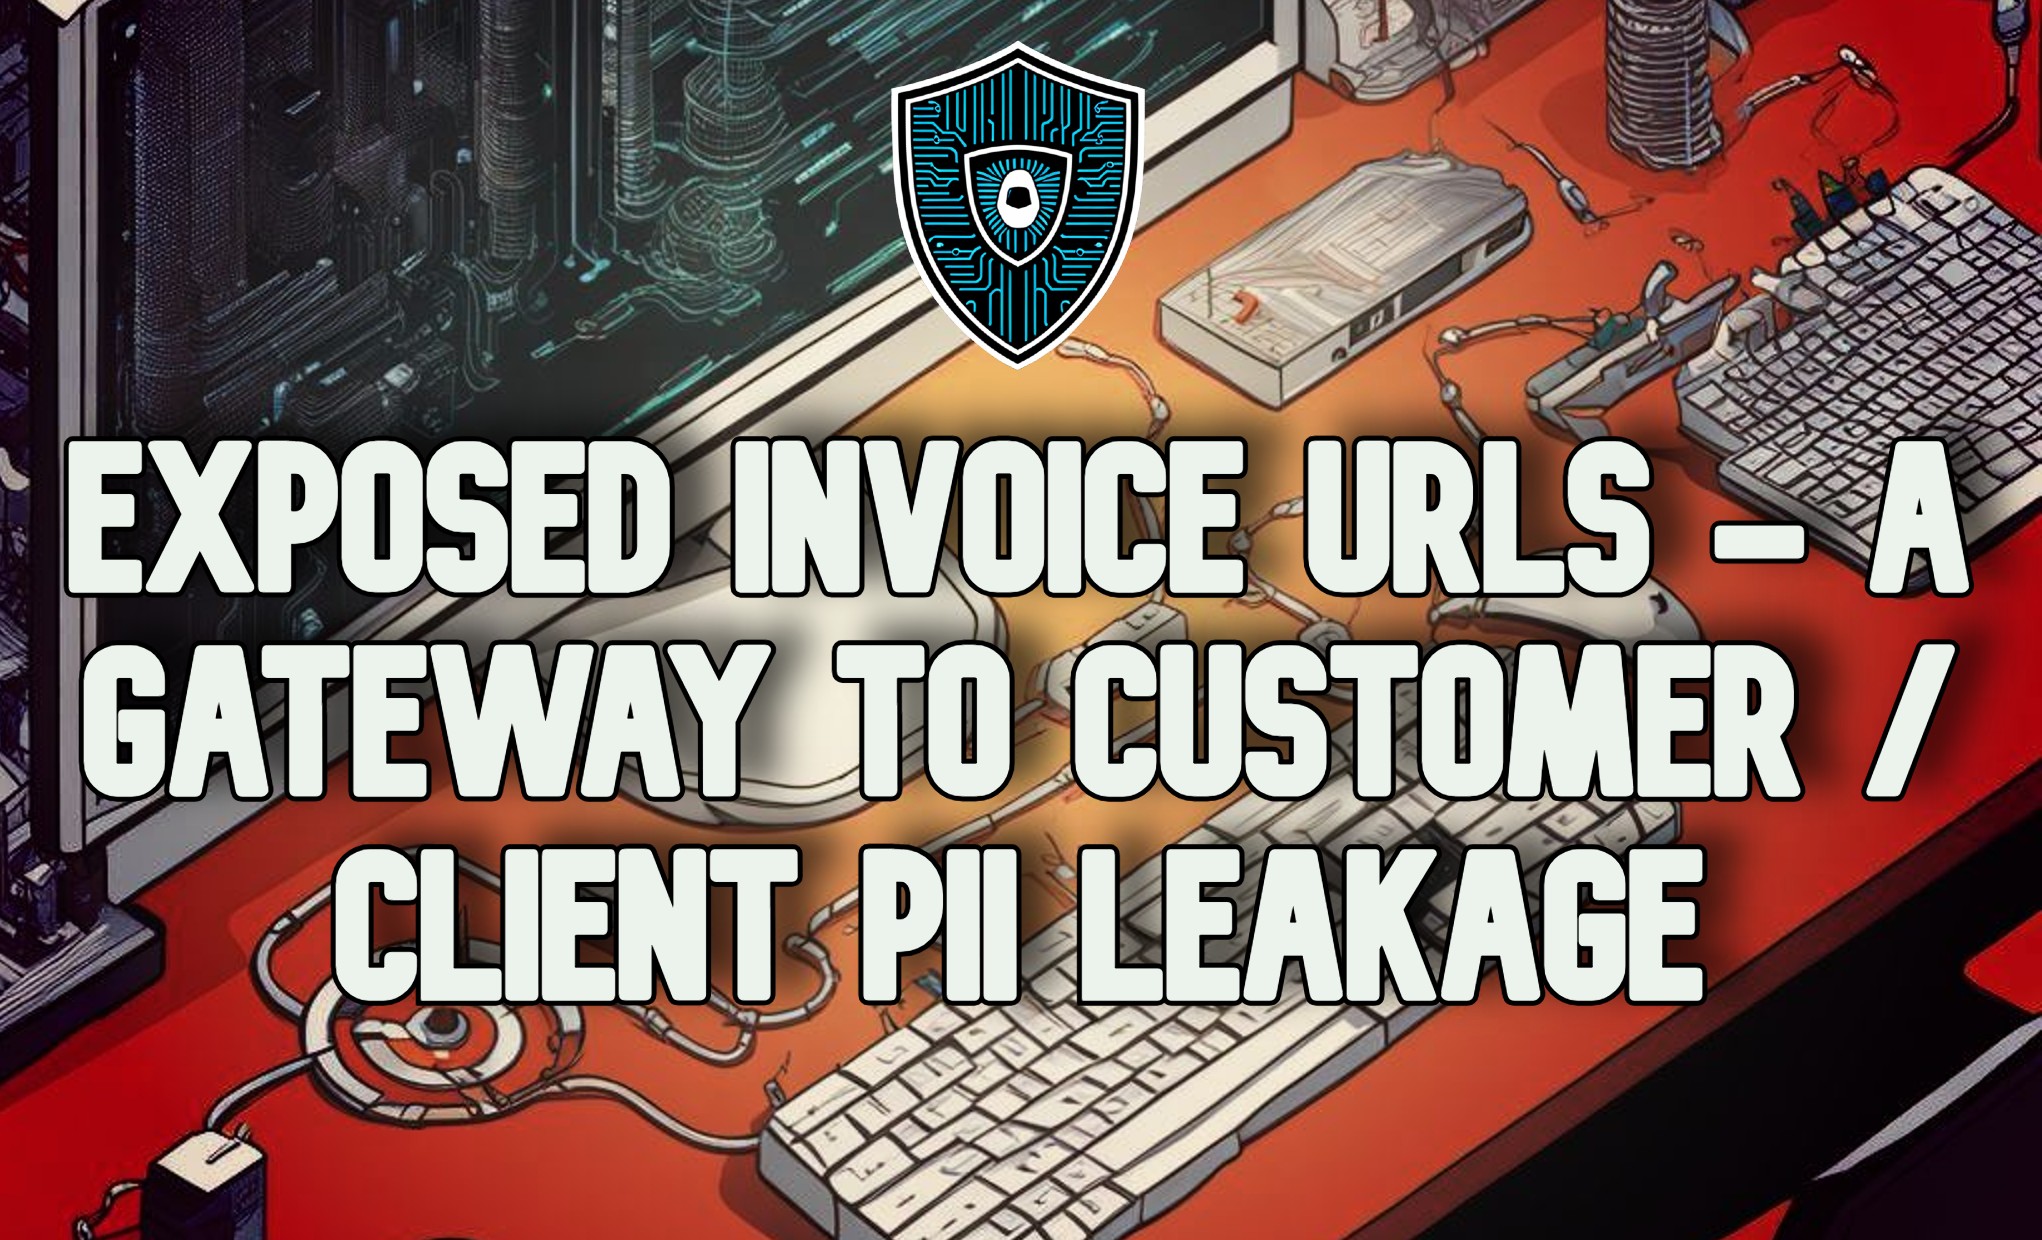 EXPOSED INVOICE URLS – A
GATEWAY TO CUSTOMER /
CLIENT PII LEAKAGE